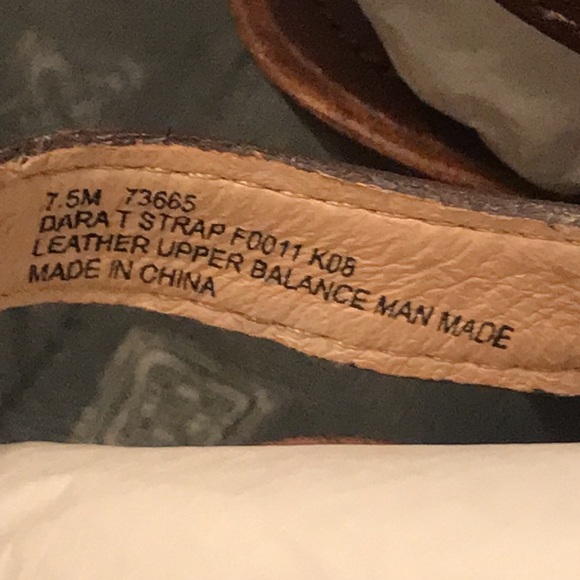 7.5M 73665
DARA T STRAP F0011 K08
LEATHER UPPER BALANCE MAN MADE
MADE IN CHINA